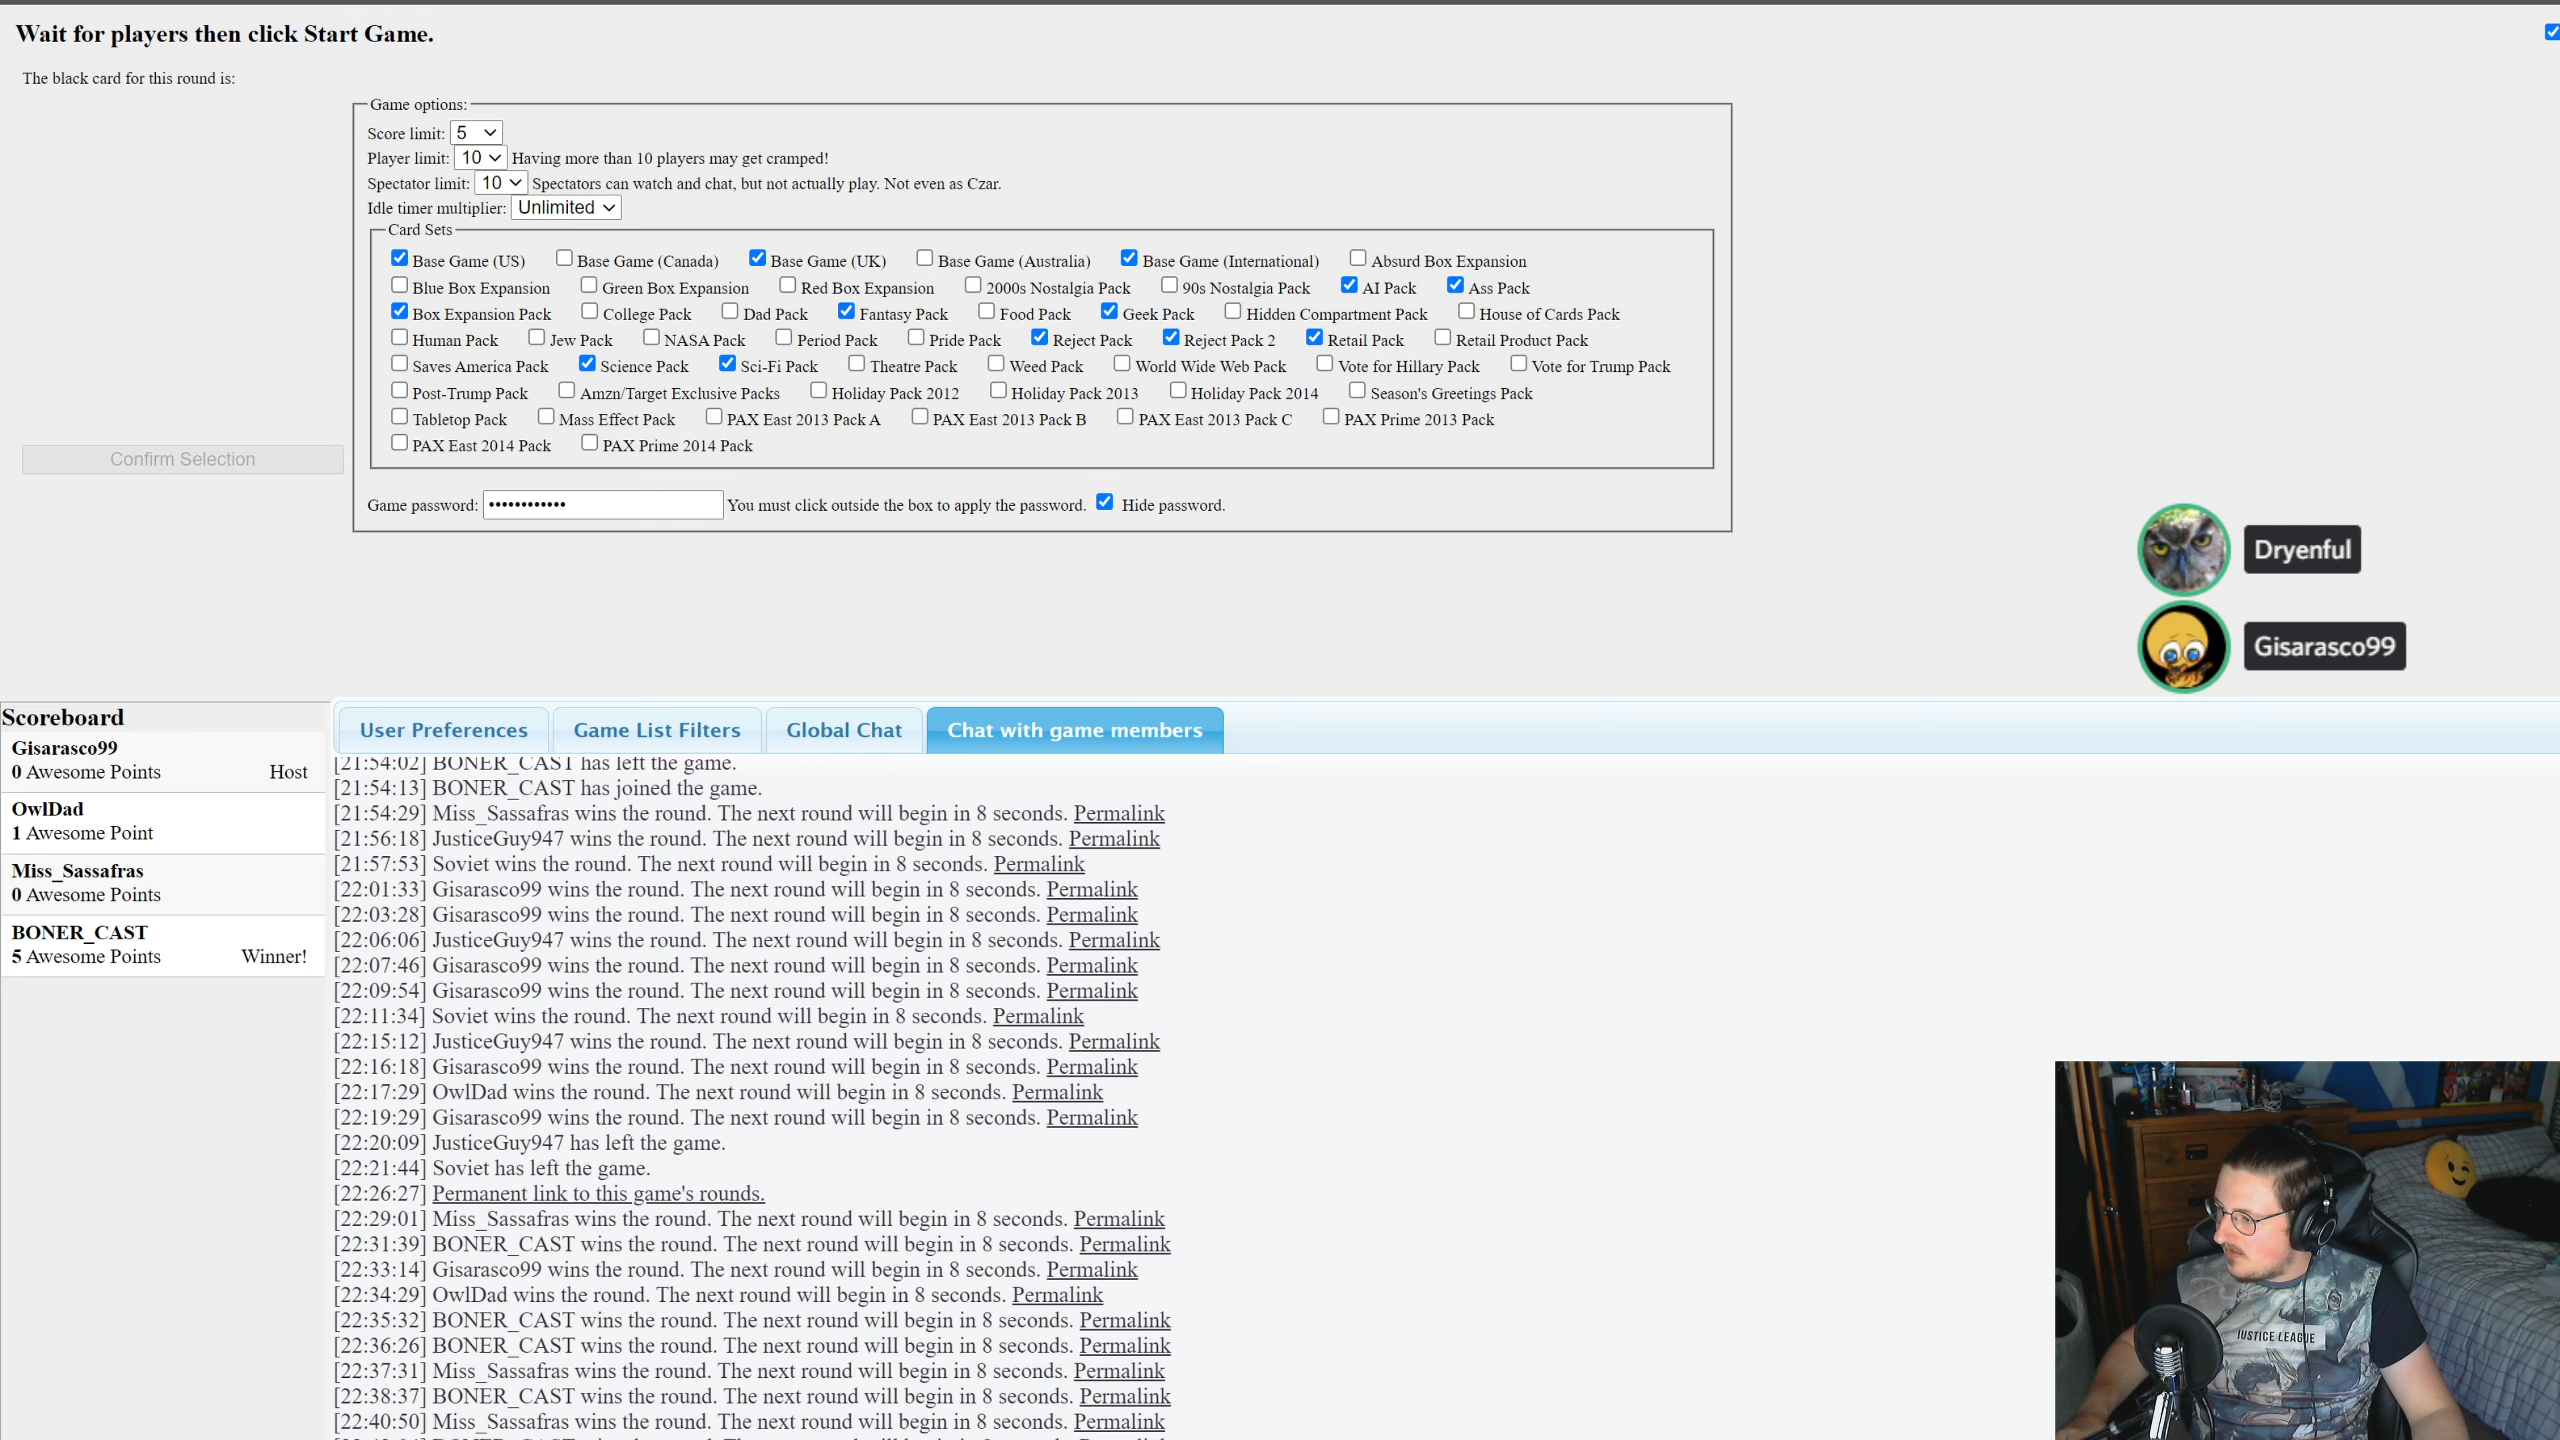 Wait for players then click Start Game.
The black card for this round is:
Game options:
Score limit: 5
Player limit: 10 Having more than 10 players may get cramped!
Spectator limit: 10 Spectators can watch and chat, but not actually play. Not even as Czar.
Idle timer multiplier: Unlimited
Card Sets
Base Game (US) Base Game (Canada) Base Game (UK) Base Game (Australia) Base Game (International) Absurd Box Expansion
Blue Box Expansion Green Box Expansion Red Box Expansion 2000s Nostalgia Pack 90s Nostalgia Pack AI Pack Ass Pack
Box Expansion Pack College Pack Dad Pack Fantasy Pack Food Pack Geek Pack Hidden Compartment Pack House of Cards Pack
Human Pack Jew Pack NASA Pack Period Pack Pride Pack Reject Pack Reject Pack 2 Retail Pack Retail Product Pack
Saves America Pack Science Pack Sci-Fi Pack Theatre Pack Weed Pack World Wide Web Pack Vote for Hillary Pack Vote for Trump Pack
Post-Trump Pack Amzn/Target Exclusive Packs Holiday Pack 2012 Holiday Pack 2013 Holiday Pack 2014 Season's Greetings Pack
Tabletop Pack Mass Effect Pack PAX East 2013 Pack A PAX East 2013 Pack B PAX East 2013 Pack C PAX Prime 2013 Pack
PAX East 2014 Pack PAX Prime 2014 Pack
Confirm Selection
Game password: •••••••••••• You must click outside the box to apply the password. Hide password.
Dryenful
Gisarasco99
Scoreboard
Gisarasco99
0 Awesome Points Host
OwlDad
1 Awesome Point
Miss_Sassafras
0 Awesome Points
BONER_CAST
5 Awesome Points Winner!
User Preferences Game List Filters Global Chat Chat with game members
[21:54:02] BONER_CAST has left the game.
[21:54:13] BONER_CAST has joined the game.
[21:54:29] Miss_Sassafras wins the round. The next round will begin in 8 seconds. Permalink
[21:56:18] JusticeGuy947 wins the round. The next round will begin in 8 seconds. Permalink
[21:57:53] Soviet wins the round. The next round will begin in 8 seconds. Permalink
[22:01:33] Gisarasco99 wins the round. The next round will begin in 8 seconds. Permalink
[22:03:28] Gisarasco99 wins the round. The next round will begin in 8 seconds. Permalink
[22:06:06] JusticeGuy947 wins the round. The next round will begin in 8 seconds. Permalink
[22:07:46] Gisarasco99 wins the round. The next round will begin in 8 seconds. Permalink
[22:09:54] Gisarasco99 wins the round. The next round will begin in 8 seconds. Permalink
[22:11:34] Soviet wins the round. The next round will begin in 8 seconds. Permalink
[22:15:12] JusticeGuy947 wins the round. The next round will begin in 8 seconds. Permalink
[22:16:18] Gisarasco99 wins the round. The next round will begin in 8 seconds. Permalink
[22:17:29] OwlDad wins the round. The next round will begin in 8 seconds. Permalink
[22:19:29] Gisarasco99 wins the round. The next round will begin in 8 seconds. Permalink
[22:20:09] JusticeGuy947 has left the game.
[22:21:44] Soviet has left the game.
[22:26:27] Permanent link to this game's rounds.
[22:29:01] Miss_Sassafras wins the round. The next round will begin in 8 seconds. Permalink
[22:31:39] BONER_CAST wins the round. The next round will begin in 8 seconds. Permalink
[22:33:14] Gisarasco99 wins the round. The next round will begin in 8 seconds. Permalink
[22:34:29] OwlDad wins the round. The next round will begin in 8 seconds. Permalink
[22:35:32] BONER_CAST wins the round. The next round will begin in 8 seconds. Permalink
[22:36:26] BONER_CAST wins the round. The next round will begin in 8 seconds. Permalink
[22:37:31] Miss_Sassafras wins the round. The next round will begin in 8 seconds. Permalink
[22:38:37] BONER_CAST wins the round. The next round will begin in 8 seconds. Permalink
[22:40:50] Miss_Sassafras wins the round. The next round will begin in 8 seconds. Permalink
JUSTICE LEAGUE